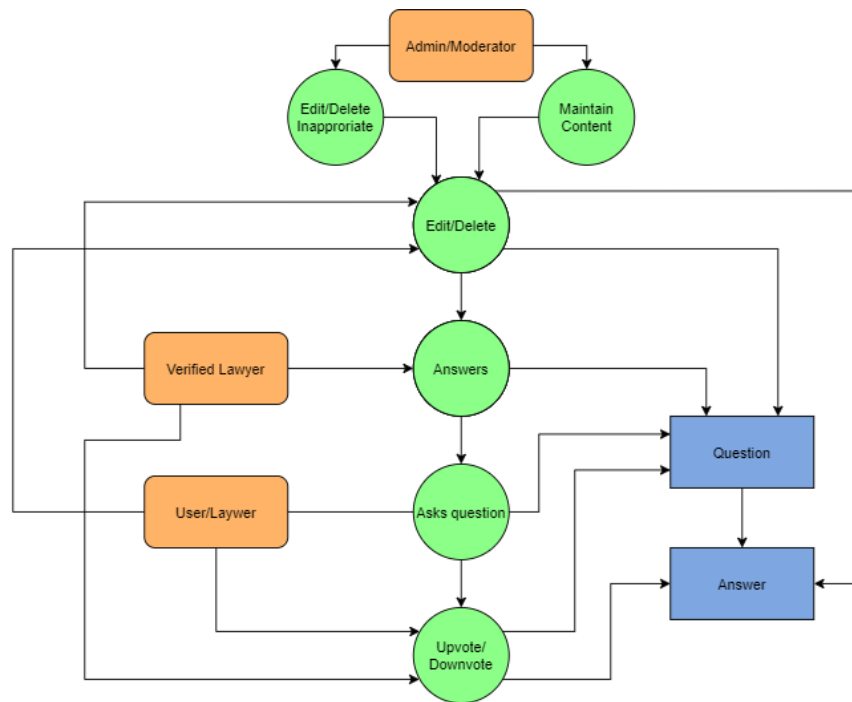 Admin/Moderator
Edit/Delete
Inapproriate
Maintain
Content
Edit/Delete
Verified Lawyer
Answers
Question
User/Laywer
Asks question
Answer
Upvote/
Downvote